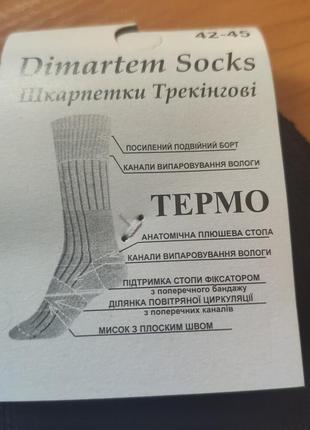 42-45
Dimartem Socks
Шкарпетки Трекінгові
ПОСИЛЕНИЙ ПОДВІЙНИЙ БОРТ
КАНАЛИ ВИПАРОВУВАННЯ ВОЛОГИ
ТЕРМО
АНАТОМІЧНА ПЛЮШЕВА СТОПА
КАНАЛИ ВИПАРОВУВАННЯ ВОЛОГИ
ПІДТРИМКА СТОПИ ФІКСАТОРОМ
з поперечного бандажу
ДІЛЯНКА ПОВІТРЯНОЇ ЦИРКУЛЯЦІЇ
з поперечних каналів
МИСОК З ПЛОСКИМ ШВОМ